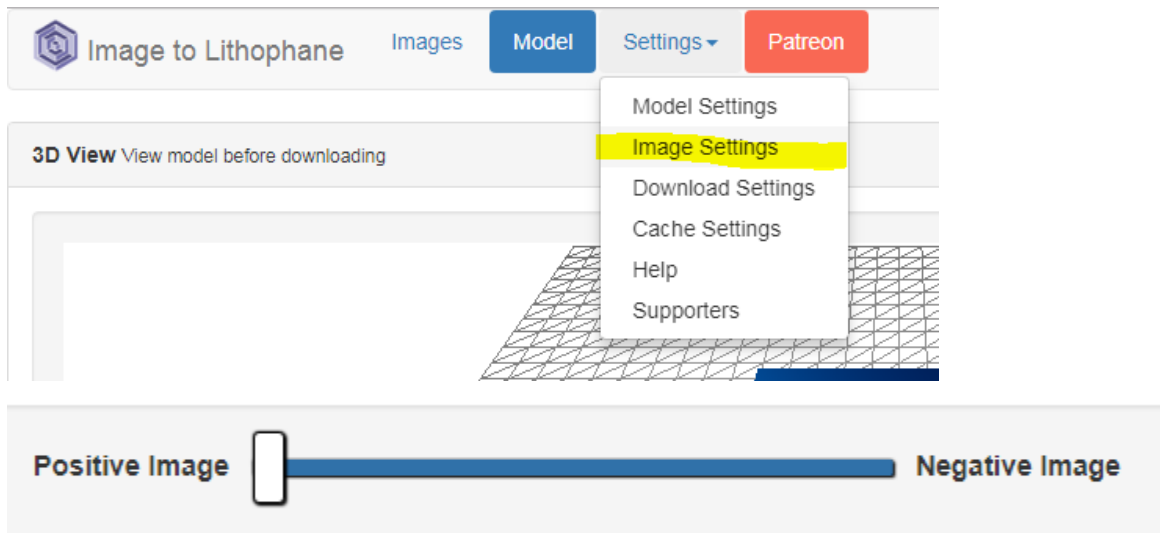 Image to Lithophane Images Model Settings Patreon
Model Settings
Image Settings
Download Settings
Cache Settings
Help
Supporters
3D View View model before downloading
Positive Image Negative Image